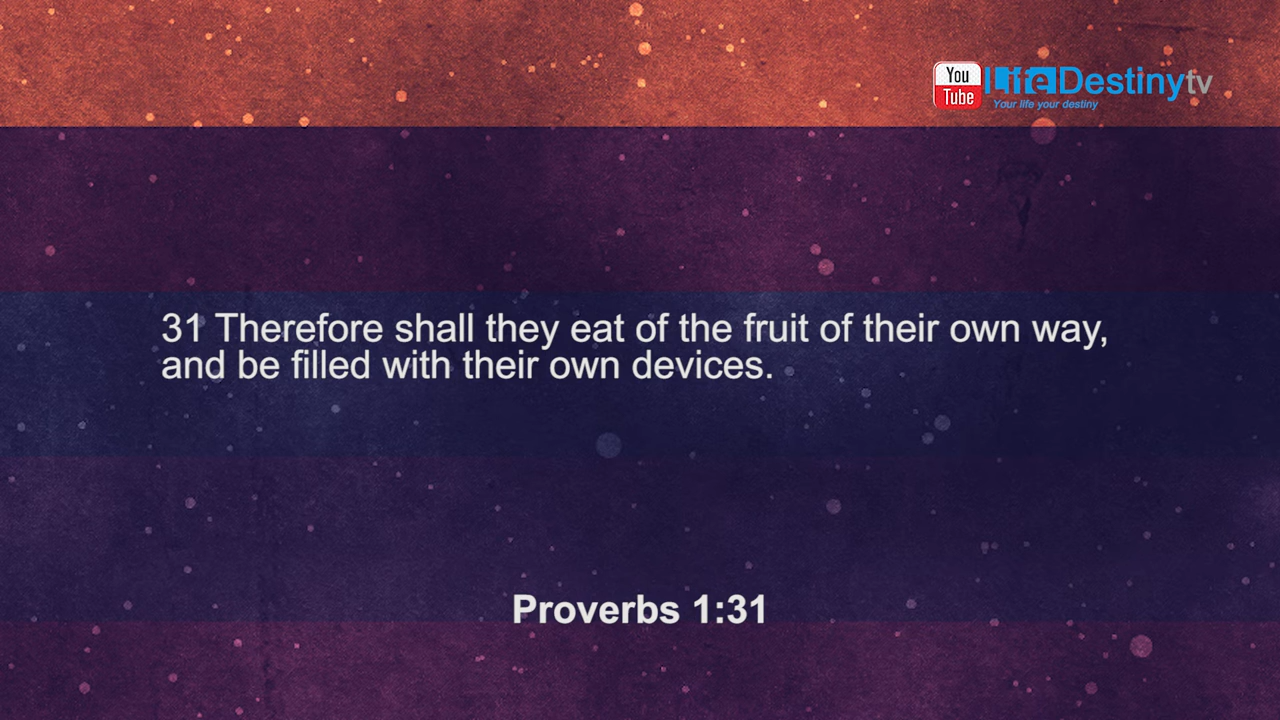 You
Tube
LifeDestinytv
Your life your destiny
31 Therefore shall they eat of the fruit of their own way,
and be filled with their own devices.
Proverbs 1:31